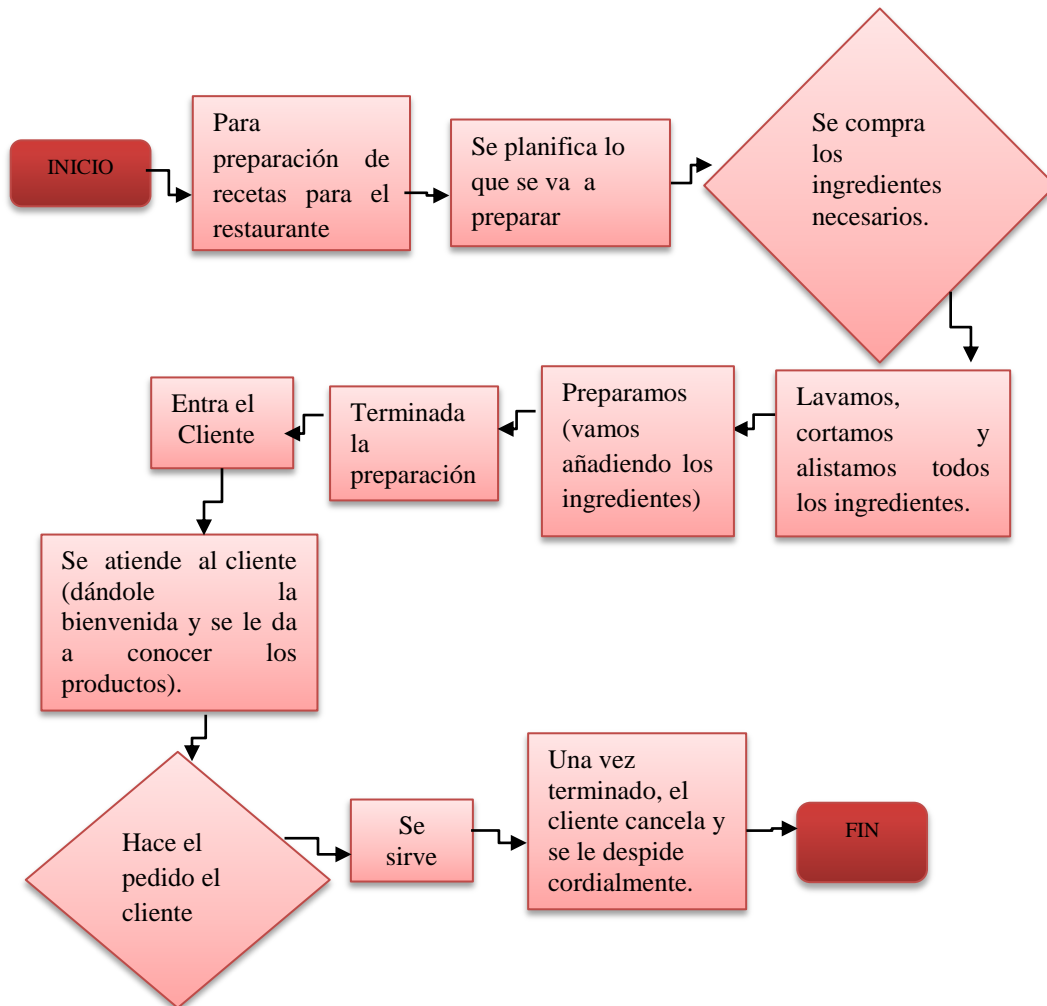 INICIO
Para
preparación de
recetas para el
restaurante
Se planifica lo
que se va a
preparar
Se compra
los
ingredientes
necesarios.
Lavamos,
cortamos y
alistamos todos
los ingredientes.
Preparamos
(vamos
añadiendo los
ingredientes)
Terminada
la
preparación
Entra el
Cliente
Se atiende al cliente
(dándole la
bienvenida y se le da
a conocer los
productos).
Hace el
pedido el
cliente
Se
sirve
Una vez
terminado, el
cliente cancela y
se le despide
cordialmente.
FIN